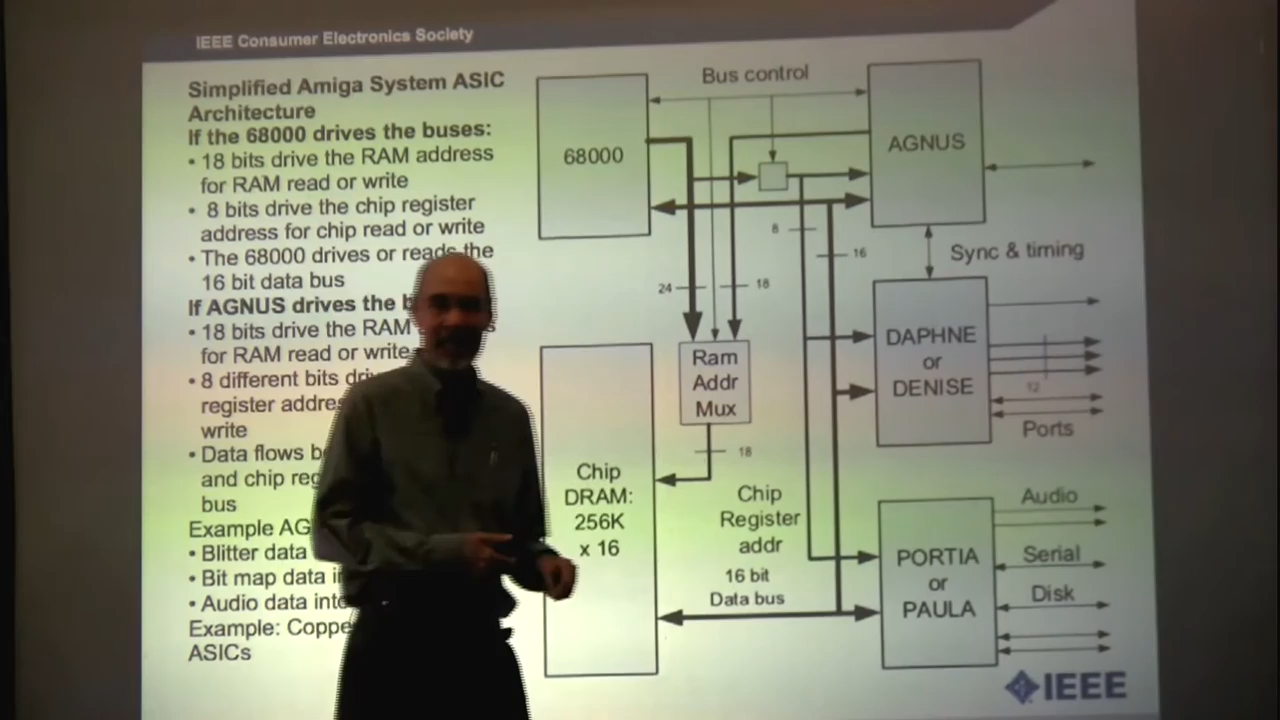 IEEE Consumer Electronics Society
Simplified Amiga System ASIC
Architecture
If the 68000 drives the buses:
• 18 bits drive the RAM address
for RAM read or write
• 8 bits drive the chip register
address for chip read or write
• The 68000 drives or reads the
16 bit data bus
If AGNUS drives the
• 18 bits drive the RAM
for RAM read or write
• 8 different bits
register
write
• Data flows
and chip
bus
Example
• Blitter data
• Bit map data
• Audio data
Example:
ASICs
68000
Bus control
AGNUS
8
16
Sync & timing
24
18
Ram
Addr
Mux
DAPHNE
or
DENISE
12
Ports
18
Chip
DRAM:
256K
x 16
Chip
Register
addr
16 bit
Data bus
PORTIA
or
PAULA
Audio
Serial
Disk
IEEE